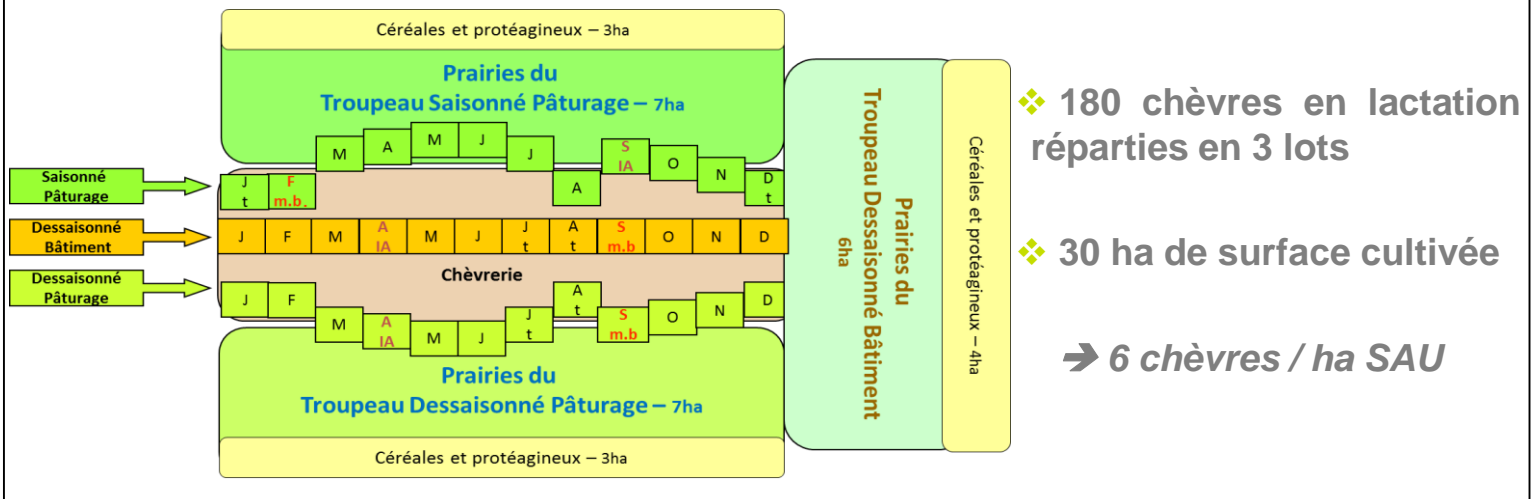 Céréales et protéagineux – 3ha
Prairies du
Troupeau Saisonné Pâturage – 7ha
M A M J J A S O N
IA
Saisonné
Pâturage
J F D
t m.b. t
Dessaisonné
Bâtiment
J F M A M J J A S O N D
IA t t m.b
Chèvrerie
Dessaisonné
Pâturage
J F M A M J J A S O N D
IA t t m.b
Prairies du
Troupeau Dessaisonné Pâturage – 7ha
Céréales et protéagineux – 3ha
Prairies du
Troupeau Dessaisonné Bâtiment
6ha
Céréales et protéagineux – 4ha
❖ 180 chèvres en lactation
réparties en 3 lots
❖ 30 ha de surface cultivée
➔ 6 chèvres / ha SAU